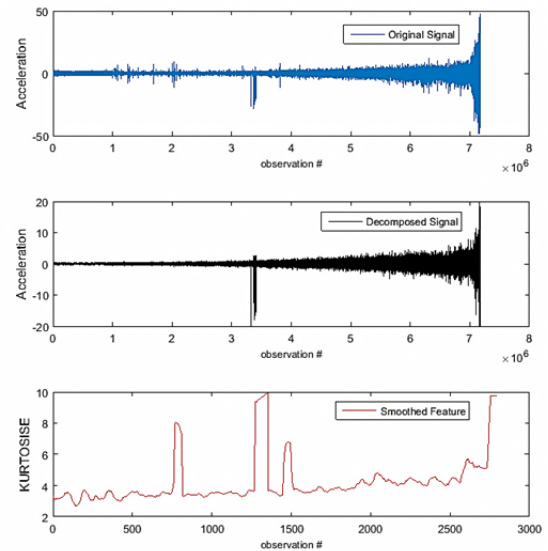 50
Original Signal
Acceleration
0
-50
0 1 2 3 4 5 6 7 8
observation #
×10^6
20
Decomposed Signal
10
Acceleration
0
-10
-20
0 1 2 3 4 5 6 7 8
observation #
×10^6
10
Smoothed Feature
8
KURTOSISE
6
4
2
0 500 1000 1500 2000 2500 3000
observation #